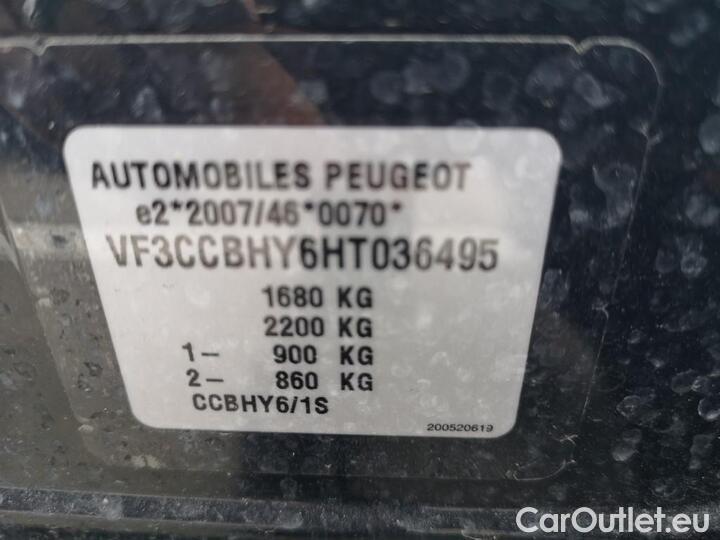 AUTOMOBILES PEUGEOT
e2*2007/46*0070*
VF3CCBHY6HT036495
1680 KG
2200 KG
1- 900 KG
2- 860 KG
CCBHY6/1S
200520619
CarOutlet.eu